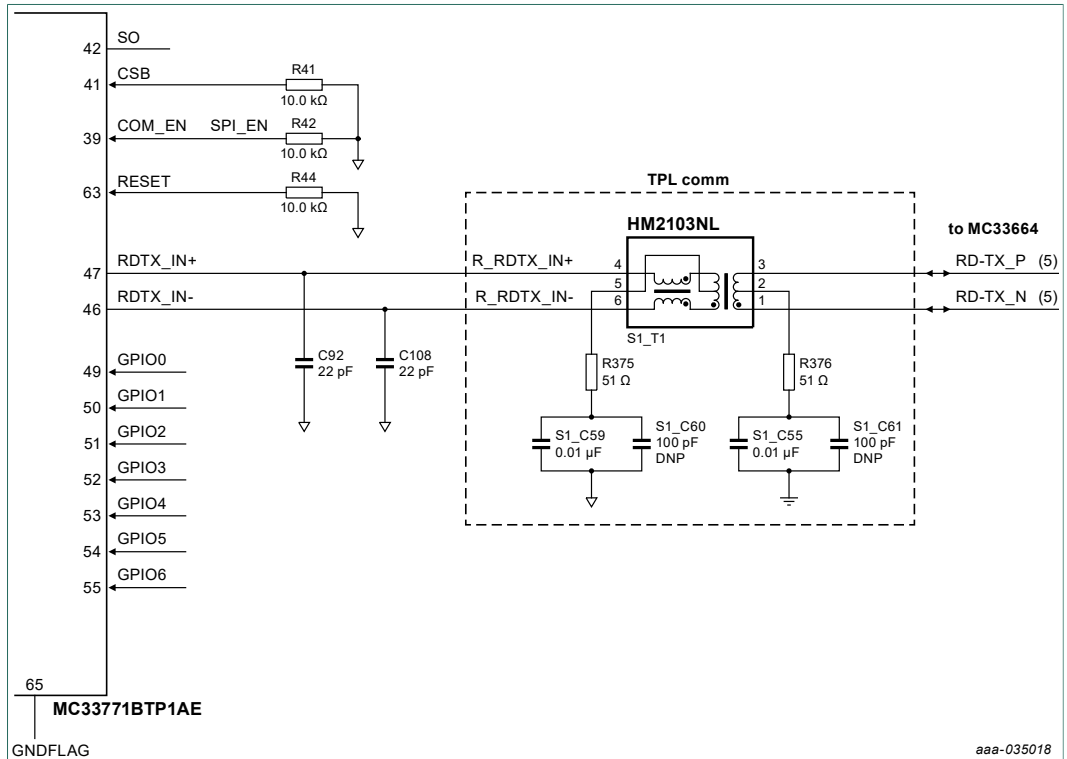 42 SO
41 CSB
R41
10.0 kΩ
39 COM_EN SPI_EN
R42
10.0 kΩ
63 RESET
R44
10.0 kΩ
TPL comm
HM2103NL
to MC33664
47 RDTX_IN+
R_RDTX_IN+
4
3
RD-TX_P (5)
5
2
46 RDTX_IN-
R_RDTX_IN-
6
1
RD-TX_N (5)
S1_T1
C92
22 pF
C108
22 pF
R375
51 Ω
R376
51 Ω
S1_C59
0.01 µF
S1_C60
100 pF
DNP
S1_C55
0.01 µF
S1_C61
100 pF
DNP
49 GPIO0
50 GPIO1
51 GPIO2
52 GPIO3
53 GPIO4
54 GPIO5
55 GPIO6
65
MC33771BTP1AE
GNDFLAG
aaa-035018